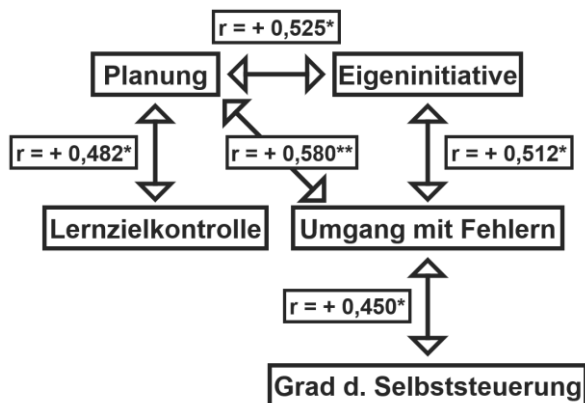 r = + 0,525*
Planung
Eigeninitiative
r = + 0,482*
r = + 0,580**
r = + 0,512*
Lernzielkontrolle
Umgang mit Fehlern
r = + 0,450*
Grad d. Selbststeuerung